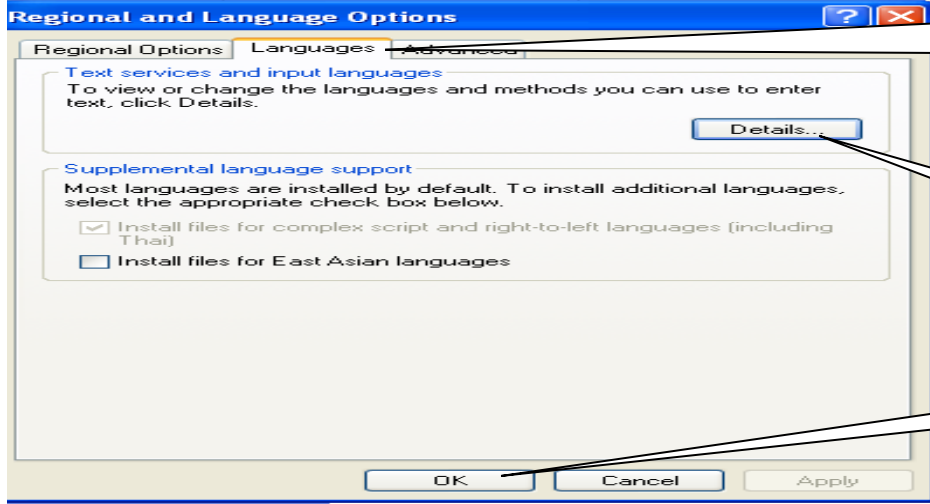 Regional and Language Options
Regional Options Languages Advanced
Text services and input languages
To view or change the languages and methods you can use to enter
text, click Details.
Details...
Supplemental language support
Most languages are installed by default. To install additional languages,
select the appropriate check box below.
Install files for complex script and right-to-left languages (including
Thai)
Install files for East Asian languages
OK Cancel Apply